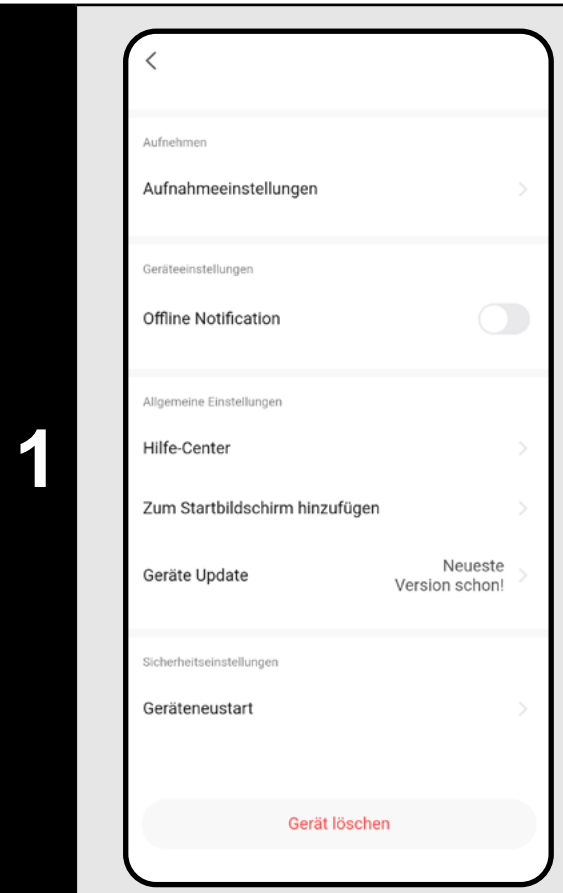 1
Aufnehmen
Aufnahmeeinstellungen
Geräteeinstellungen
Offline Notification
Allgemeine Einstellungen
Hilfe-Center
Zum Startbildschirm hinzufügen
Geräte Update
Neueste
Version schon!
Sicherheitseinstellungen
Geräteneustart
Gerät löschen